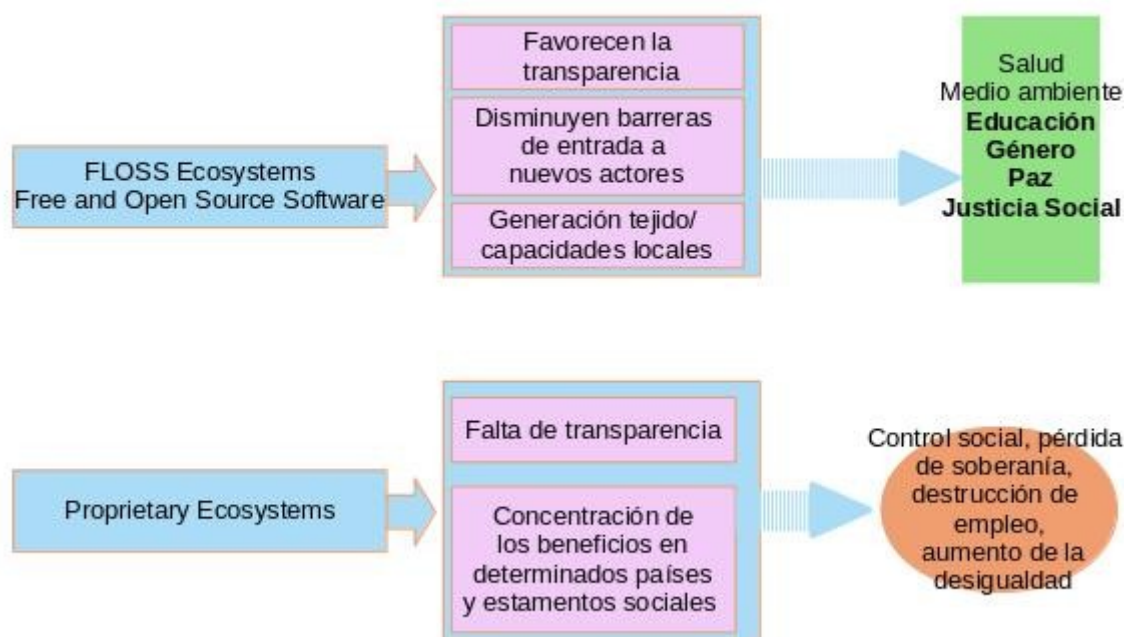 FLOSS Ecosystems
Free and Open Source Software
Favorecen la
transparencia
Disminuyen barreras
de entrada a
nuevos actores
Generación tejido/
capacidades locales
Salud
Medio ambiente
Educación
Género
Paz
Justicia Social
Proprietary Ecosystems
Falta de transparencia
Concentración de
los beneficios en
determinados países
y estamentos sociales
Control social, pérdida
de soberanía,
destrucción de
empleo,
aumento de la
desigualdad